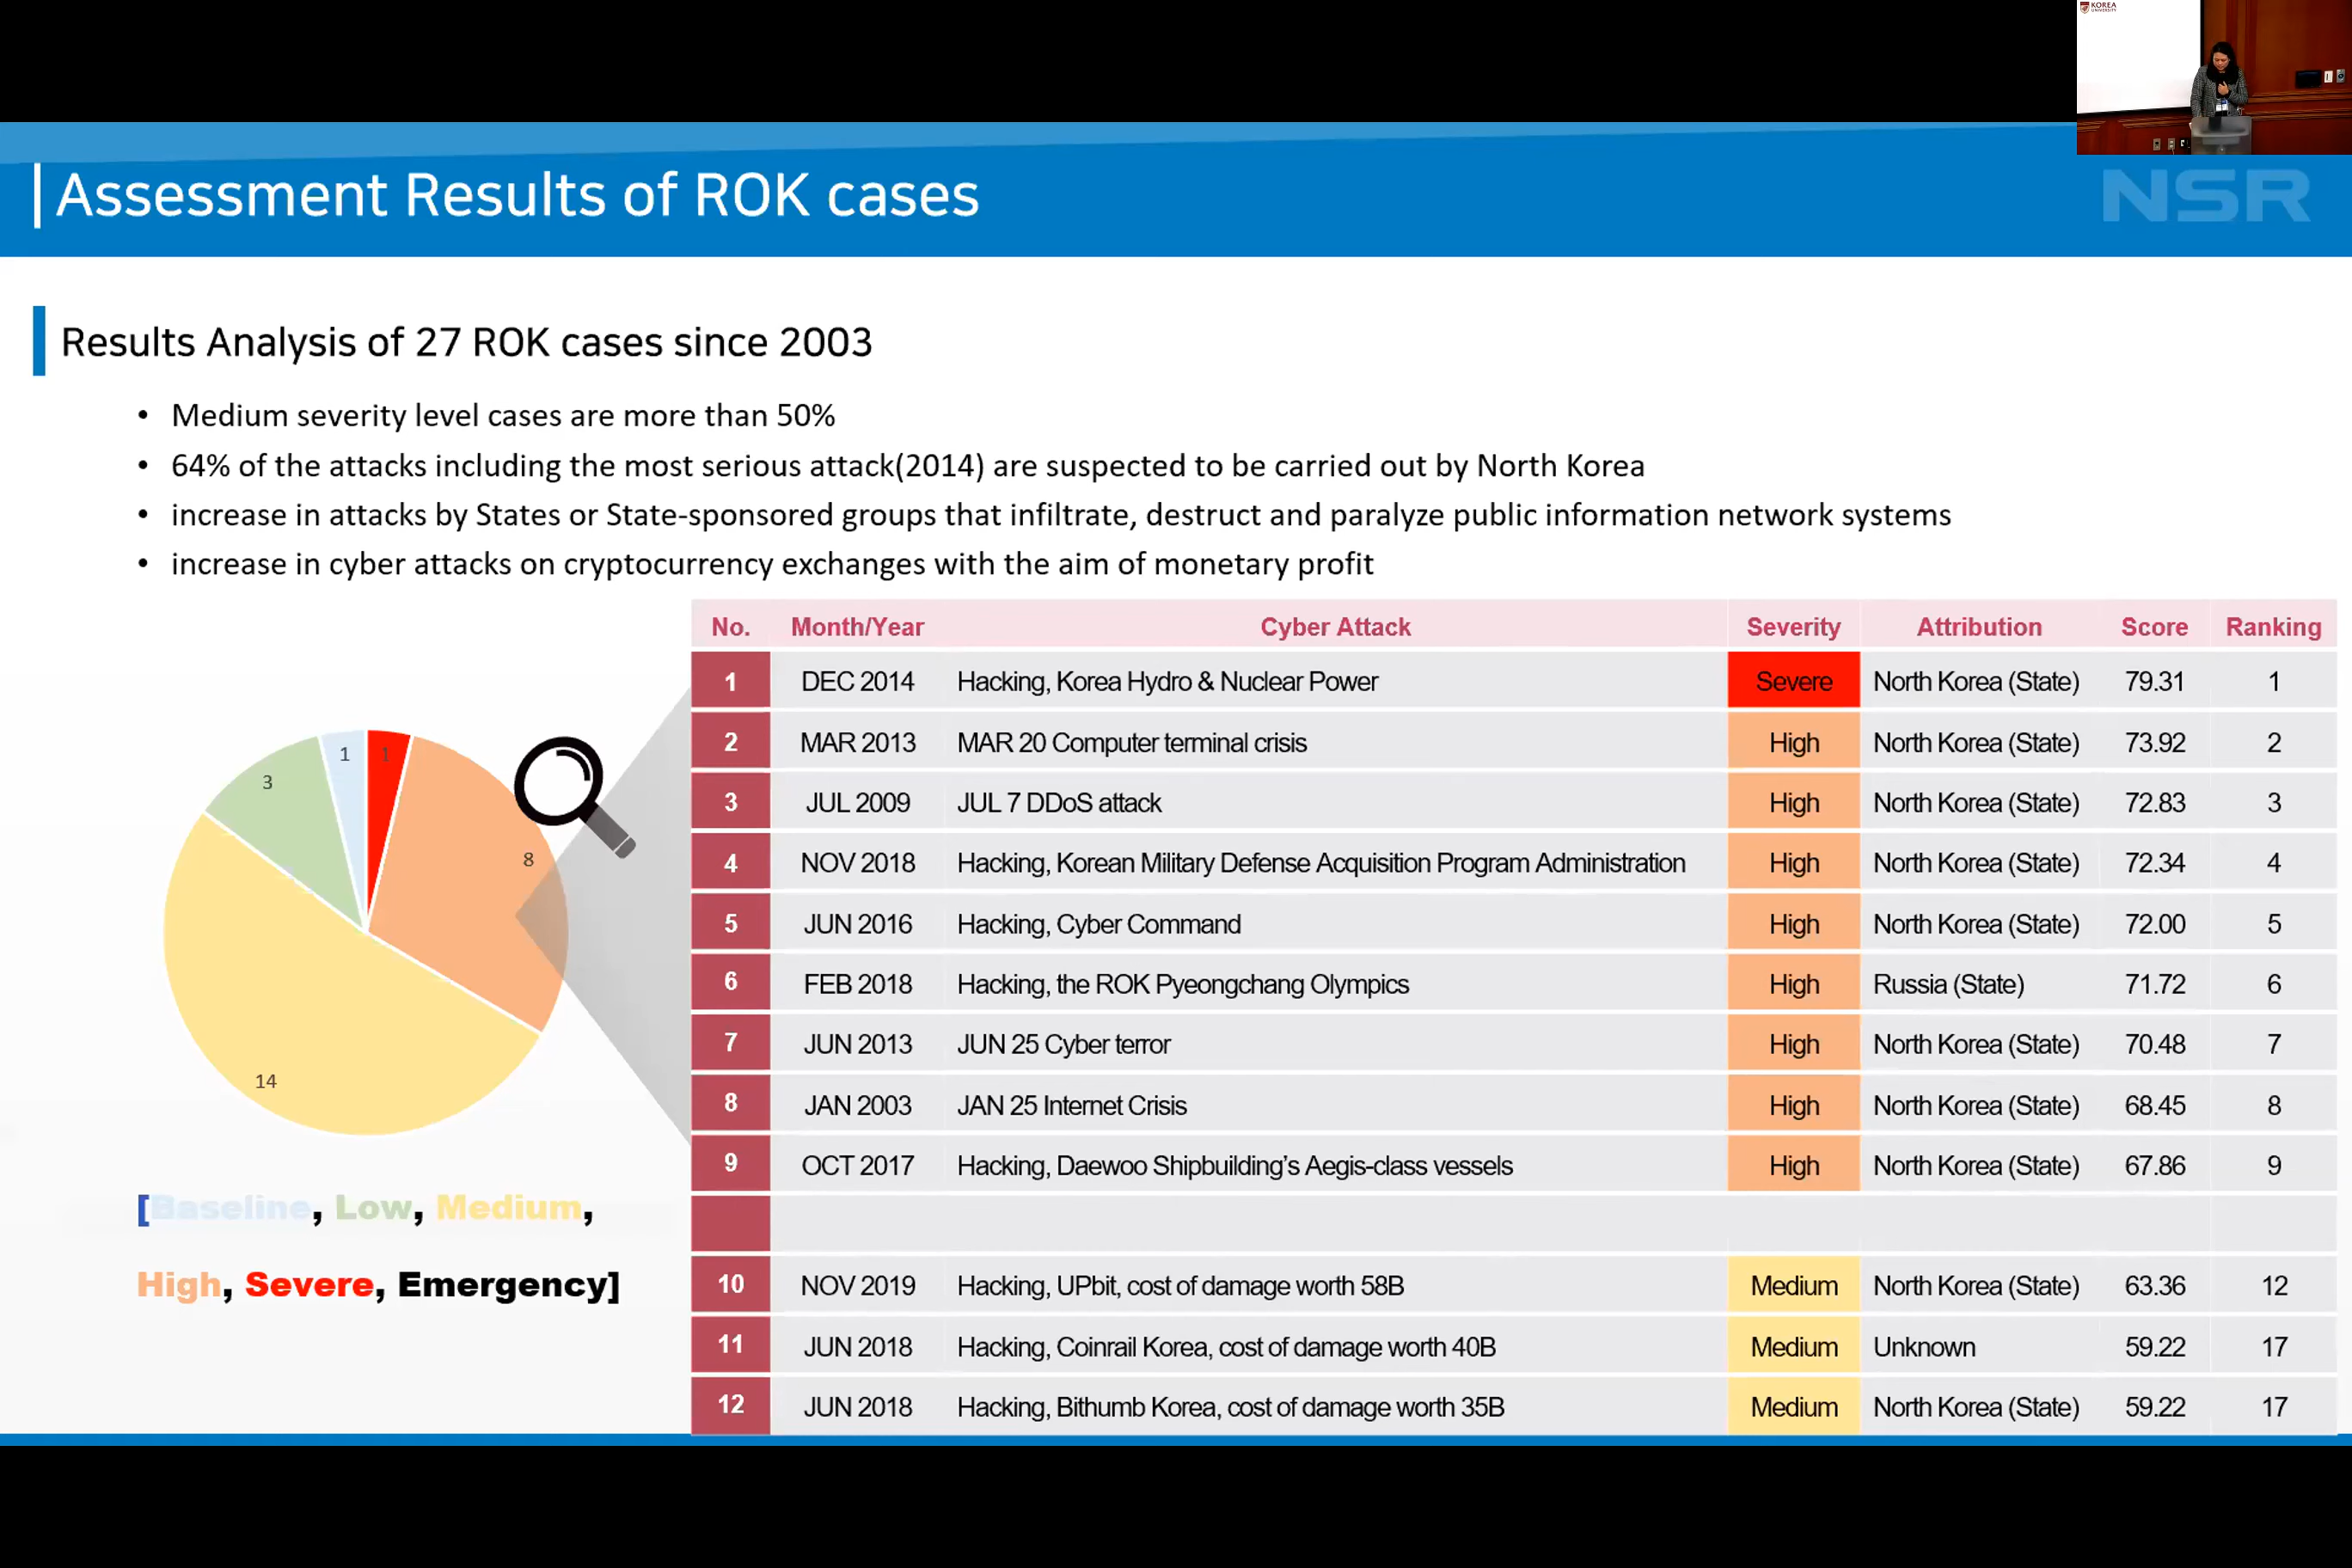 KOREA
UNIVERSITY
Assessment Results of ROK cases
NSR
Results Analysis of 27 ROK cases since 2003
• Medium severity level cases are more than 50%
• 64% of the attacks including the most serious attack(2014) are suspected to be carried out by North Korea
• increase in attacks by States or State-sponsored groups that infiltrate, destruct and paralyze public information network systems
• increase in cyber attacks on cryptocurrency exchanges with the aim of monetary profit
1
1
3
8
14
[Baseline, Low, Medium,
High, Severe, Emergency]
No. Month/Year Cyber Attack Severity Attribution Score Ranking
1 DEC 2014 Hacking, Korea Hydro & Nuclear Power Severe North Korea (State) 79.31 1
2 MAR 2013 MAR 20 Computer terminal crisis High North Korea (State) 73.92 2
3 JUL 2009 JUL 7 DDoS attack High North Korea (State) 72.83 3
4 NOV 2018 Hacking, Korean Military Defense Acquisition Program Administration High North Korea (State) 72.34 4
5 JUN 2016 Hacking, Cyber Command High North Korea (State) 72.00 5
6 FEB 2018 Hacking, the ROK Pyeongchang Olympics High Russia (State) 71.72 6
7 JUN 2013 JUN 25 Cyber terror High North Korea (State) 70.48 7
8 JAN 2003 JAN 25 Internet Crisis High North Korea (State) 68.45 8
9 OCT 2017 Hacking, Daewoo Shipbuilding’s Aegis-class vessels High North Korea (State) 67.86 9
10 NOV 2019 Hacking, UPbit, cost of damage worth 58B Medium North Korea (State) 63.36 12
11 JUN 2018 Hacking, Coinrail Korea, cost of damage worth 40B Medium Unknown 59.22 17
12 JUN 2018 Hacking, Bithumb Korea, cost of damage worth 35B Medium North Korea (State) 59.22 17